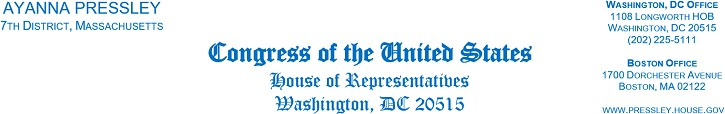 AYANNA PRESSLEY
7TH DISTRICT, MASSACHUSETTS
Congress of the United States
House of Representatives
Washington, DC 20515
WASHINGTON, DC OFFICE
1108 LONGWORTH HOB
WASHINGTON, DC 20515
(202) 225-5111
BOSTON OFFICE
1700 DORCHESTER AVENUE
BOSTON, MA 02122
WWW.PRESSLEY.HOUSE.GOV